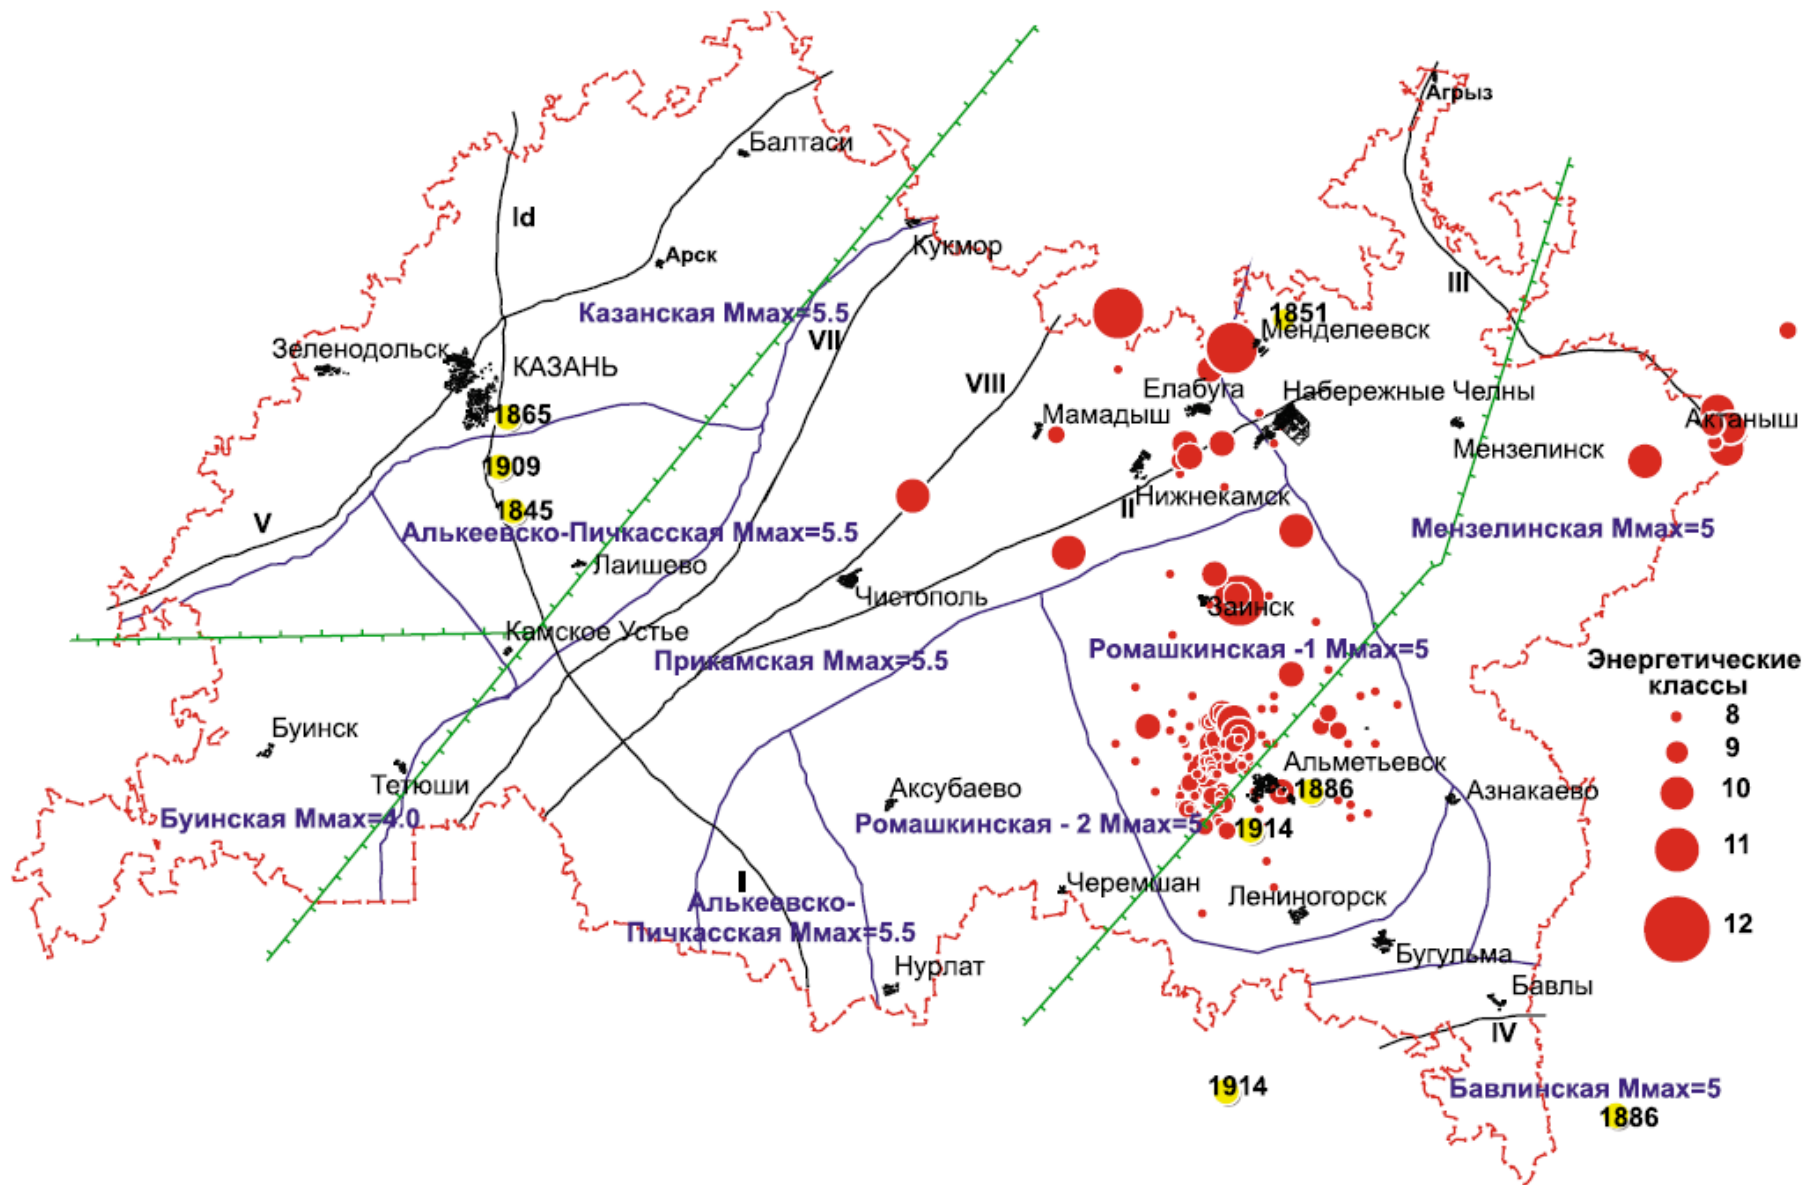 Агрыз
Балтаси
Id
Арск
Кукмор
III
Казанская Ммах=5.5
1851
Менделеевск
VII
Зеленодольск
КАЗАНЬ
VIII
Елабуга
Набережные Челны
1865
Мамадыш
Актаныш
Мензелинск
1909
Нижнекамск
II
1845
V
Алькеевско-Пичкасская Ммах=5.5
Мензелинская Ммах=5
Лаишево
Чистополь
Заинск
Камское Устье
Прикамская Ммах=5.5
Ромашкинская -1 Ммах=5
Энергетические
классы
8
9
10
11
12
Буинск
Тетюши
Альметьевск
1886
Азнакаево
Аксубаево
Буинская Ммах=4.0
Ромашкинская - 2 Ммах=5
1914
I
Черемшан
Лениногорск
Алькеевско-
Пичкасская Ммах=5.5
Бугульма
Нурлат
Бавлы
IV
1914
Бавлинская Ммах=5
1886